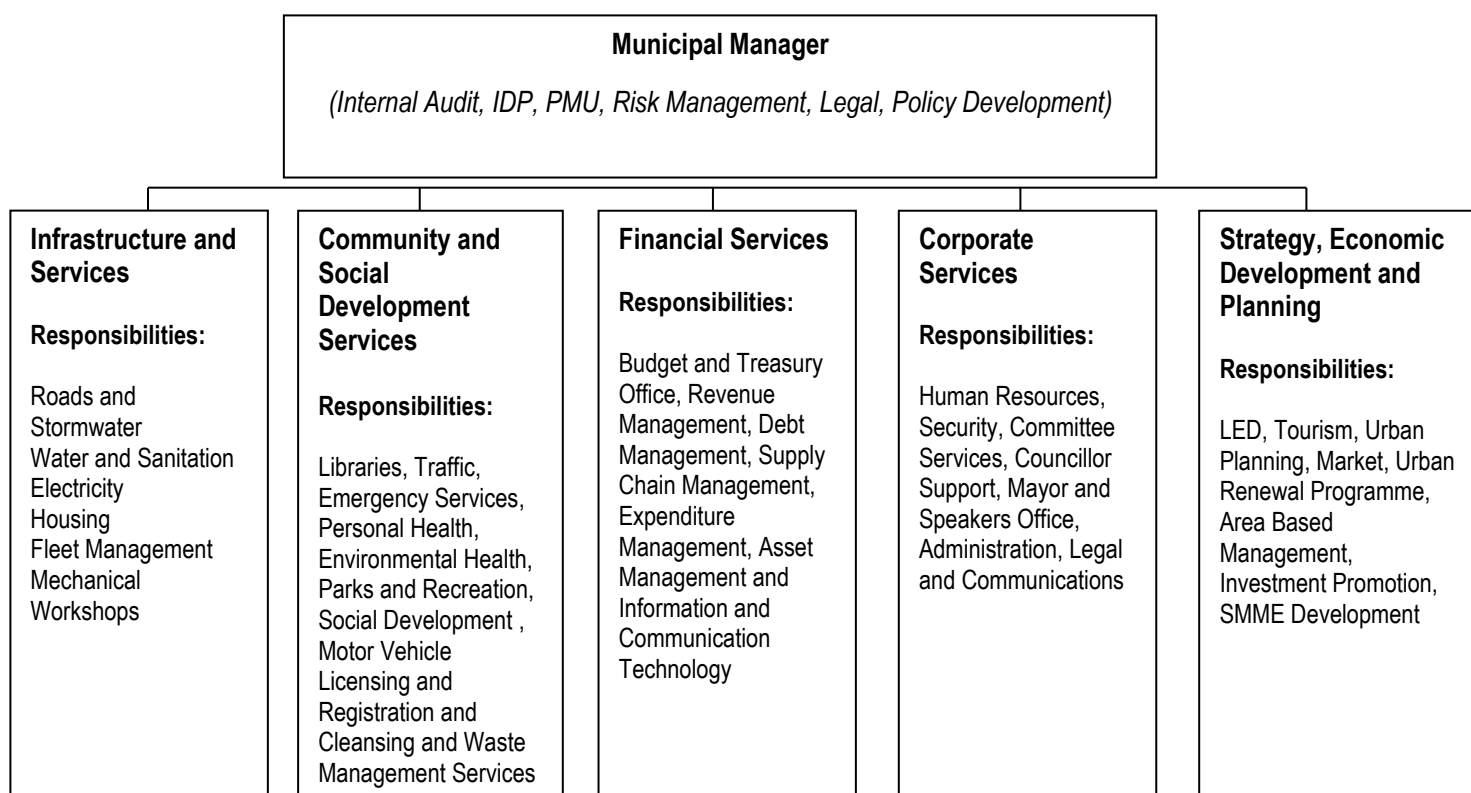 Municipal Manager
(Internal Audit, IDP, PMU, Risk Management, Legal, Policy Development)
Infrastructure and
Services
Responsibilities:
Roads and
Stormwater
Water and Sanitation
Electricity
Housing
Fleet Management
Mechanical
Workshops
Community and
Social
Development
Services
Responsibilities:
Libraries, Traffic,
Emergency Services,
Personal Health,
Environmental Health,
Parks and Recreation,
Social Development ,
Motor Vehicle
Licensing and
Registration and
Cleansing and Waste
Management Services
Financial Services
Responsibilities:
Budget and Treasury
Office, Revenue
Management, Debt
Management, Supply
Chain Management,
Expenditure
Management, Asset
Management and
Information and
Communication
Technology
Corporate
Services
Responsibilities:
Human Resources,
Security, Committee
Services, Councillor
Support, Mayor and
Speakers Office,
Administration, Legal
and Communications
Strategy, Economic
Development and
Planning
Responsibilities:
LED, Tourism, Urban
Planning, Market, Urban
Renewal Programme,
Area Based
Management,
Investment Promotion,
SMME Development